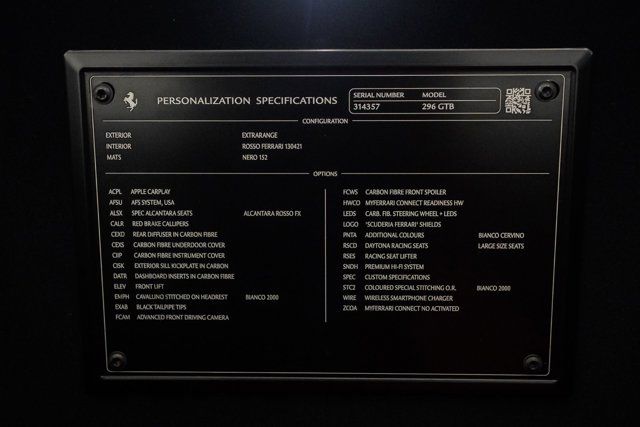 PERSONALIZATION SPECIFICATIONS
SERIAL NUMBER MODEL
314357 296 GTB
CONFIGURATION
EXTERIOR EXTRARANGE
INTERIOR ROSSO FERRARI 130421
MATS NERO 152
OPTIONS
ACPL APPLE CARPLAY
AFSU AFS SYSTEM, USA
ALSX SPEC ALCANTARA SEATS ALCANTARA ROSSO FX
CALR RED BRAKE CALLIPERS
CEXD REAR DIFFUSER IN CARBON FIBRE
CEXS CARBON FIBRE UNDERDOOR COVER
CIIP CARBON FIBRE INSTRUMENT COVER
CISK EXTERIOR SILL KICKPLATE IN CARBON
DATR DASHBOARD INSERTS IN CARBON FIBRE
ELEV FRONT LIFT
EMPH CAVALLINO STITCHED ON HEADREST BIANCO 2000
EXAB BLACK TAILPIPE TIPS
FCAM ADVANCED FRONT DRIVING CAMERA
FCWS CARBON FIBRE FRONT SPOILER
HWCO MYFERRARI CONNECT READINESS HW
LEDS CARB. FIB. STEERING WHEEL + LEDS
LOGO "SCUDERIA FERRARI" SHIELDS
PNTA ADDITIONAL COLOURS BIANCO CERVINO
RSCD DAYTONA RACING SEATS LARGE SIZE SEATS
RSES RACING SEAT LIFTER
SNDH PREMIUM HI-FI SYSTEM
SPEC CUSTOM SPECIFICATIONS
STC2 COLOURED SPECIAL STITCHING O.R. BIANCO 2000
WIRE WIRELESS SMARTPHONE CHARGER
ZCOA MYFERRARI CONNECT NO ACTIVATED